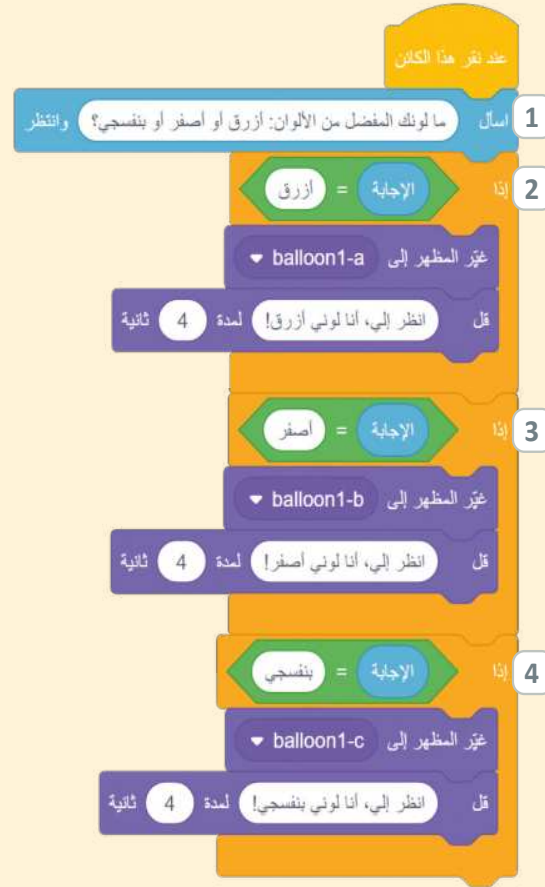 عند نقر هذا الكائن
1 اسأل ما لونك المفضل من الألوان: أزرق أو أصفر أو بنفسجي؟ وانتظر
2 إذا الإجابة = أزرق
غيّر المظهر إلى balloon1-a
قل انظر إلي، أنا لوني أزرق! لمدة 4 ثانية
3 إذا الإجابة = أصفر
غيّر المظهر إلى balloon1-b
قل انظر إلي، أنا لوني أصفر! لمدة 4 ثانية
4 إذا الإجابة = بنفسجي
غيّر المظهر إلى balloon1-c
قل انظر إلي، أنا لوني بنفسجي! لمدة 4 ثانية